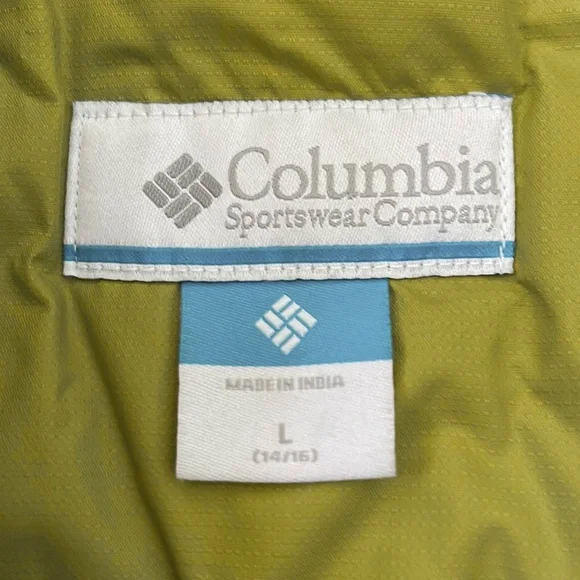 Columbia
Sportswear Company
MADE IN INDIA
L
(14/16)